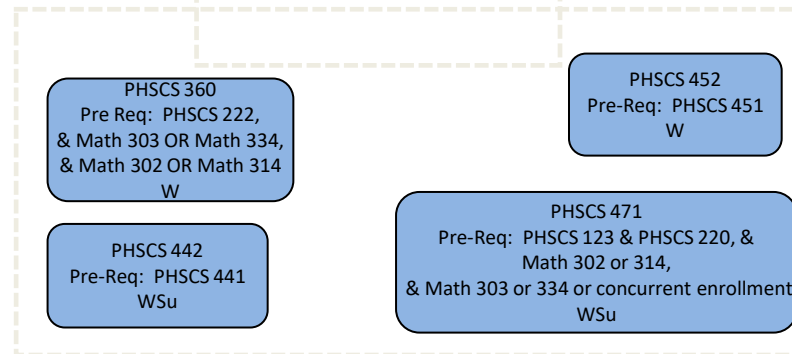 PHSCS 360
Pre Req: PHSCS 222,
& Math 303 OR Math 334,
& Math 302 OR Math 314
W
PHSCS 452
Pre-Req: PHSCS 451
W
PHSCS 442
Pre-Req: PHSCS 441
WSu
PHSCS 471
Pre-Req: PHSCS 123 & PHSCS 220, &
Math 302 or 314,
& Math 303 or 334 or concurrent enrollment
WSu